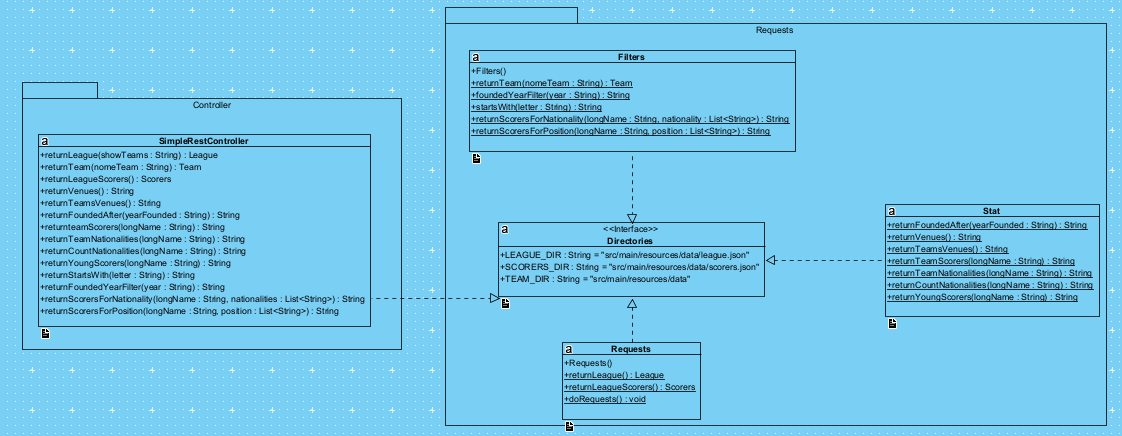 Controller
SimpleRestController
+returnLeague(showTeams : String) : League
+returnTeam(nomeTeam : String) : Team
+returnLeagueScorers() : Scorers
+returnVenues() : String
+returnTeamsVenues() : String
+returnFoundedAfter(yearFounded : String) : String
+returnteamScorers(longName : String) : String
+returnTeamNationalities(longName : String) : String
+returnCountNationalities(longName : String) : String
+returnYoungScorers(longName : String) : String
+returnStartsWith(letter : String) : String
+returnFoundedYearFilter(year : String) : String
+returnScorersForNationality(longName : String, nationalities : List<String>) : String
+returnScorersForPosition(longName : String, position : List<String>) : String
Requests
Filters
+Filters()
+returnTeam(nomeTeam : String) : Team
+foundedYearFilter(year : String) : String
+startsWith(letter : String) : String
+returnScorersForNationality(longName : String, nationality : List<String>) : String
+returnScorersForPosition(longName : String, position : List<String>) : String
<<Interface>>
Directories
+LEAGUE_DIR : String = "src/main/resources/data/league.json"
+SCORERS_DIR : String = "src/main/resources/data/scorers.json"
+TEAM_DIR : String = "src/main/resources/data"
Stat
+returnFoundedAfter(yearFounded : String) : String
+returnVenues() : String
+returnTeamsVenues() : String
+returnTeamScorers(longName : String) : String
+returnTeamNationalities(longName : String) : String
+returnCountNationalities(longName : String) : String
+returnYoungScorers(longName : String) : String
Requests
+Requests()
+returnLeague() : League
+returnLeagueScorers() : Scorers
+doRequests() : void